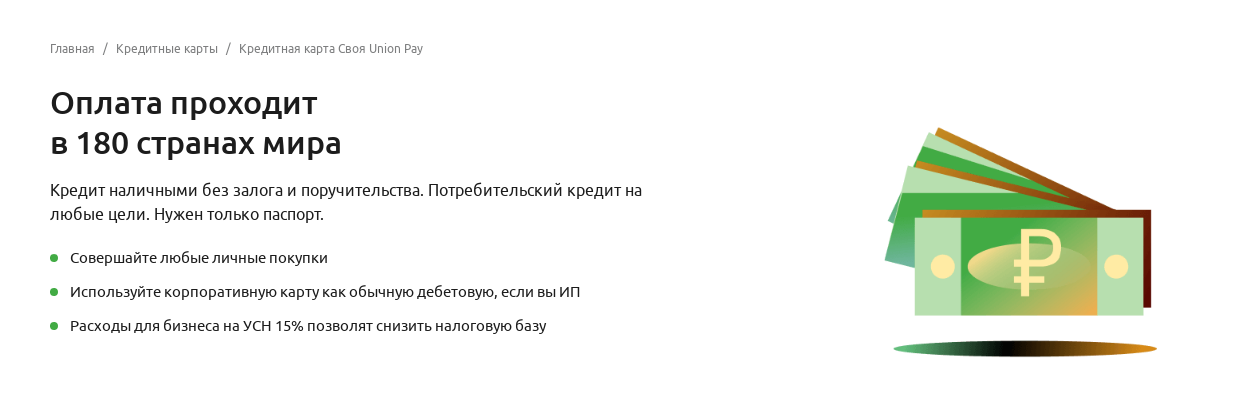 Главная / Кредитные карты / Кредитная карта Своя Union Pay
Оплата проходит
в 180 странах мира
Кредит наличными без залога и поручительства. Потребительский кредит на
любые цели. Нужен только паспорт.
Совершайте любые личные покупки
Используйте корпоративную карту как обычную дебетовую, если вы ИП
Расходы для бизнеса на УСН 15% позволят снизить налоговую базу
₽